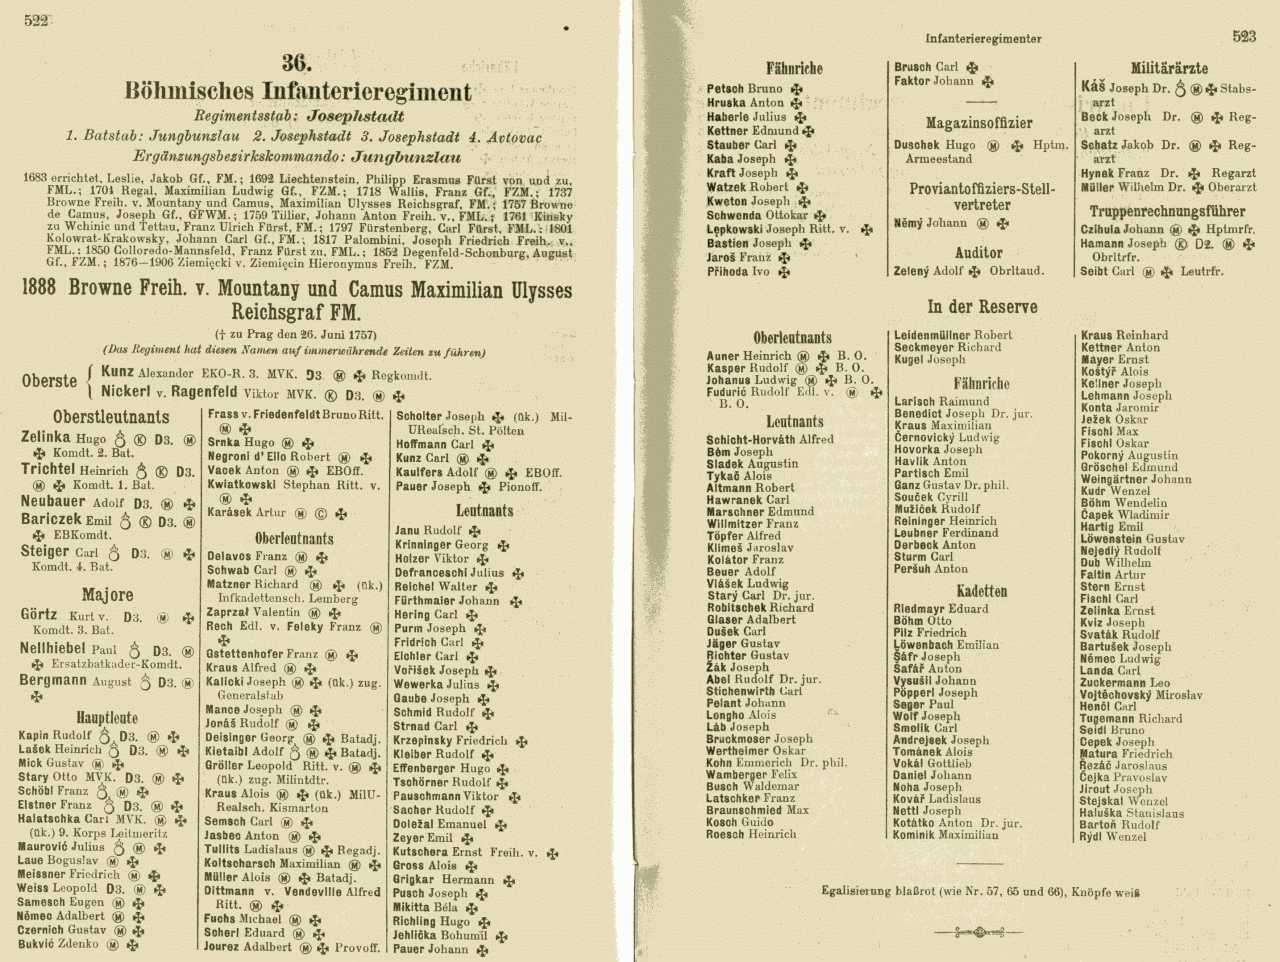 522
36.
Böhmisches Infanterieregiment
Regimentsstab: Josephstadt
1. Batstab: Jungbunzlau 2. Josephstadt 3. Josephstadt 4. Avtovac
Ergänzungsbezirkskommando: Jungbunzlau
1683 errichtet, Leslie, Jakob Gf., FM.; 1692 Liechtenstein, Philipp Erasmus Fürst von und zu,
FML.; 1704 Regal, Maximilian Ludwig Gf., FZM.; 1718 Wallis, Franz Gf., FZM.; 1737
Browne Freih. v. Mountany und Camus, Maximilian Ulysses Reichsgraf, FM.; 1757 Browne
de Camus, Joseph Gf., GFWM.; 1759 Tillier, Johann Anton Freih. v., FML.; 1761 Kinsky
zu Wchinic und Tettau, Franz Ulrich Fürst, FM.; 1797 Fürstenberg, Carl Fürst, FML.; 1801
Kolowrat-Krakowsky, Johann Carl Gf., FM.; 1817 Palombini, Joseph Friedrich Freih. v.,
FML.; 1850 Colloredo-Mannsfeld, Franz Fürst zu, FML.; 1852 Degenfeld-Schonburg, August
Gf., FZM.; 1876—1906 Ziemięcki v. Ziemięcin Hieronymus Freih. FZM.
1888 Browne Freih. v. Mountany und Camus Maximilian Ulysses
Reichsgraf FM.
(† zu Prag den 26. Juni 1757)
(Das Regiment hat diesen Namen auf immerwährende Zeiten zu führen)
Oberste
Kunz Alexander EKO-R. 3. MVK. D3 Ⓜ ✠ Regkomdt.
Nickerl v. Ragenfeld Viktor MVK. Ⓚ D3. Ⓜ ✠
Oberstleutnants
Zelinka Hugo Ⓚ D3. Ⓜ
✠ Komdt. 2. Bat.
Trichtel Heinrich Ⓚ D3.
Ⓜ ✠ Komdt. 1. Bat.
Neubauer Adolf D3. Ⓜ ✠
Bariczek Emil Ⓚ D3. Ⓜ
✠ EBKomdt.
Steiger Carl D3. Ⓜ ✠
Komdt. 4. Bat.
Majore
Görtz Kurt v. D3. Ⓜ ✠
Komdt. 3. Bat.
Nellhiebel Paul D3. Ⓜ
✠ Ersatzbatkader-Komdt.
Bergmann August D3. Ⓜ
✠
Hauptleute
Kapin Rudolf D3. Ⓜ ✠
Lašek Heinrich D3. Ⓜ ✠
Mick Gustav Ⓜ ✠
Stary Otto MVK. D3. Ⓜ ✠
Schöbl Franz Ⓜ ✠
Elstner Franz D3. Ⓜ ✠
Halatschka Carl MVK. Ⓜ ✠
(ük.) 9. Korps Leitmeritz
Maurović Julius Ⓜ ✠
Laue Boguslav Ⓜ ✠
Meissner Friedrich Ⓜ ✠
Weiss Leopold D3. Ⓜ ✠
Samesch Eugen Ⓜ ✠
Němec Adalbert Ⓜ ✠
Czernich Gustav Ⓜ ✠
Bukvić Zdenko Ⓜ ✠
Frass v. Friedenfeldt Bruno Ritt.
Ⓜ ✠
Srnka Hugo Ⓜ ✠
Negroni d' Ello Robert Ⓜ ✠
Vacek Anton Ⓜ ✠ EBOff.
Kwiatkowski Stephan Ritt. v.
Ⓜ ✠
Karásek Artur Ⓜ Ⓒ ✠
Oberleutnants
Delavos Franz Ⓜ ✠
Schwab Carl Ⓜ ✠
Matzner Richard Ⓜ ✠ (ük.)
Infkadettensch. Lemberg
Zaprzal Valentin Ⓜ ✠
Rech Edl. v. Feleky Franz Ⓜ
✠
Gstettenhofer Franz Ⓜ ✠
Kraus Alfred Ⓜ ✠
Kalicki Joseph Ⓜ ✠ (ük.) zug.
Generalstab
Mance Joseph Ⓜ ✠
Joráš Rudolf Ⓜ ✠
Deisinger Georg Ⓜ ✠ Batadj.
Kietaibl Adolf Ⓜ ✠ Batadj.
Gröller Leopold Ritt. v. Ⓜ ✠
(ük.) zug. Milintdtr.
Kraus Alois Ⓜ ✠ (ük.) MilU-
Realsch. Kismarton
Semsch Carl Ⓜ ✠
Jasbec Anton Ⓜ ✠
Tullits Ladislaus Ⓜ ✠ Regadj.
Koltscharsch Maximilian Ⓜ ✠
Müller Alois Ⓜ ✠ Batadj.
Dittmann v. Vendeville Alfred
Ritt. Ⓜ ✠
Fuchs Michael Ⓜ ✠
Scherl Eduard Ⓜ ✠
Jourez Adalbert Ⓜ ✠ Provoff.
Scholter Joseph ✠ (ük.) Mil-
URealsch. St. Pölten
Hoffmann Carl ✠
Kunz Carl Ⓜ ✠
Kaulfers Adolf Ⓜ ✠ EBOff.
Pauer Joseph ✠ Pionoff.
Leutnants
Janu Rudolf ✠
Krinninger Georg ✠
Holzer Viktor ✠
Defranceschi Julius ✠
Reichel Walter ✠
Fürthmaier Johann ✠
Hering Carl ✠
Purm Joseph ✠
Fridrich Carl ✠
Eichler Carl ✠
Voříšek Joseph ✠
Wewerka Julius ✠
Gaube Joseph ✠
Schmid Rudolf ✠
Strnad Carl ✠
Krzepinsky Friedrich ✠
Kleiber Rudolf ✠
Effenberger Hugo ✠
Tschörner Rudolf ✠
Pauschmann Viktor ✠
Sacher Rudolf ✠
Doležal Emanuel ✠
Zeyer Emil ✠
Kutschera Ernst Freih. v. ✠
Gross Alois ✠
Grigkar Hermann ✠
Pusch Joseph ✠
Mikitta Béla ✠
Richling Hugo ✠
Jehlička Bohumil ✠
Pauer Johann ✠
Infanterieregimenter
523
Fähnriche
Petsch Bruno ✠
Hruska Anton ✠
Haberle Julius ✠
Kettner Edmund ✠
Stauber Carl ✠
Kaba Joseph ✠
Kraft Joseph ✠
Watzek Robert ✠
Kweton Joseph ✠
Schwenda Ottokar ✠
Łępkowski Joseph Ritt. v. ✠
Bastien Joseph ✠
Jaroš Franz ✠
Příhoda Ivo ✠
Brusch Carl ✠
Faktor Johann ✠
Magazinsoffizier
Duschek Hugo Ⓜ ✠ Hptm.
Armeestand
Proviantoffiziers-Stell-
vertreter
Němý Johann Ⓜ ✠
Auditor
Zelený Adolf ✠ Obrltaud.
Militärärzte
Káš Joseph Dr. Ⓜ ✠ Stabs-
arzt
Beck Joseph Dr. Ⓜ ✠ Reg-
arzt
Schatz Jakob Dr. Ⓜ ✠ Reg-
arzt
Hynek Franz Dr. ✠ Regarzt
Müller Wilhelm Dr. ✠ Oberarzt
Truppenrechnungsführer
Czihula Johann Ⓜ ✠ Hptmrfr.
Hamann Joseph Ⓚ D2. Ⓜ ✠
Obrltrfr.
Seibt Carl Ⓜ ✠ Leutrfr.
In der Reserve
Oberleutnants
Auner Heinrich Ⓜ ✠ B. O.
Kasper Rudolf Ⓜ ✠ B. O.
Johanus Ludwig Ⓜ ✠ B. O.
Fudurić Rudolf Edl. v. Ⓜ ✠
B. O.
Leutnants
Schicht-Horváth Alfred
Bém Joseph
Sladek Augustin
Tykač Alois
Altmann Robert
Hawranek Carl
Marschner Edmund
Willmitzer Franz
Töpfer Alfred
Klimeš Jaroslav
Kolátor Franz
Beuer Adolf
Vlášek Ludwig
Starý Carl Dr. jur.
Robitschek Richard
Glaser Adalbert
Dušek Carl
Jäger Gustav
Richter Gustav
Žák Joseph
Abel Rudolf Dr. jur.
Stichenwirth Carl
Pelant Johann
Longho Alois
Láb Joseph
Bruckmoser Joseph
Wertheimer Oskar
Kohn Emmerich Dr. phil.
Wamberger Felix
Busch Waldemar
Latschker Franz
Braunschmied Max
Kosch Guido
Roesch Heinrich
Leidenmüllner Robert
Seckmeyer Richard
Kugel Joseph
Fähnriche
Larisch Raimund
Benedict Joseph Dr. jur.
Kraus Maximilian
Černovický Ludwig
Hovorka Joseph
Havlik Anton
Partisch Emil
Ganz Gustav Dr. phil.
Souček Cyrill
Mužíček Rudolf
Reininger Heinrich
Leubner Ferdinand
Derbeck Anton
Sturm Carl
Peršuh Anton
Kadetten
Riedmayr Eduard
Böhm Otto
Pilz Friedrich
Löwenbach Emilian
Šáfr Joseph
Šafář Anton
Vysušil Johann
Pöpperl Joseph
Seger Paul
Wolf Joseph
Smolik Carl
Andrejsek Joseph
Tománek Alois
Vokál Gottlieb
Daniel Johann
Noha Joseph
Kovář Ladislaus
Nettl Joseph
Kotátko Anton Dr. jur.
Kominik Maximilian
Kraus Reinhard
Kettner Anton
Mayer Ernst
Koštýř Alois
Kellner Joseph
Lehmann Joseph
Konta Jaromir
Ježek Oskar
Fischl Max
Fischl Oskar
Pokorný Augustin
Gröschel Edmund
Weingärtner Johann
Kudr Wenzel
Böhm Wendelin
Čapek Wladimir
Hartig Emil
Löwenstein Gustav
Nejedlý Rudolf
Dub Wilhelm
Faltin Artur
Stern Ernst
Fischl Carl
Zelinka Ernst
Kviz Joseph
Svaták Rudolf
Bartušek Joseph
Němec Ludwig
Landa Carl
Zuckermann Leo
Vojtěchovský Miroslav
Henčl Carl
Tugemann Richard
Seidl Bruno
Cepek Joseph
Matura Friedrich
Řezáč Jaroslaus
Čejka Pravoslav
Jirout Joseph
Stejskal Wenzel
Haluška Stanislaus
Bartoň Rudolf
Rýdl Wenzel
Egalisierung blaßrot (wie Nr. 57, 65 und 66), Knöpfe weiß